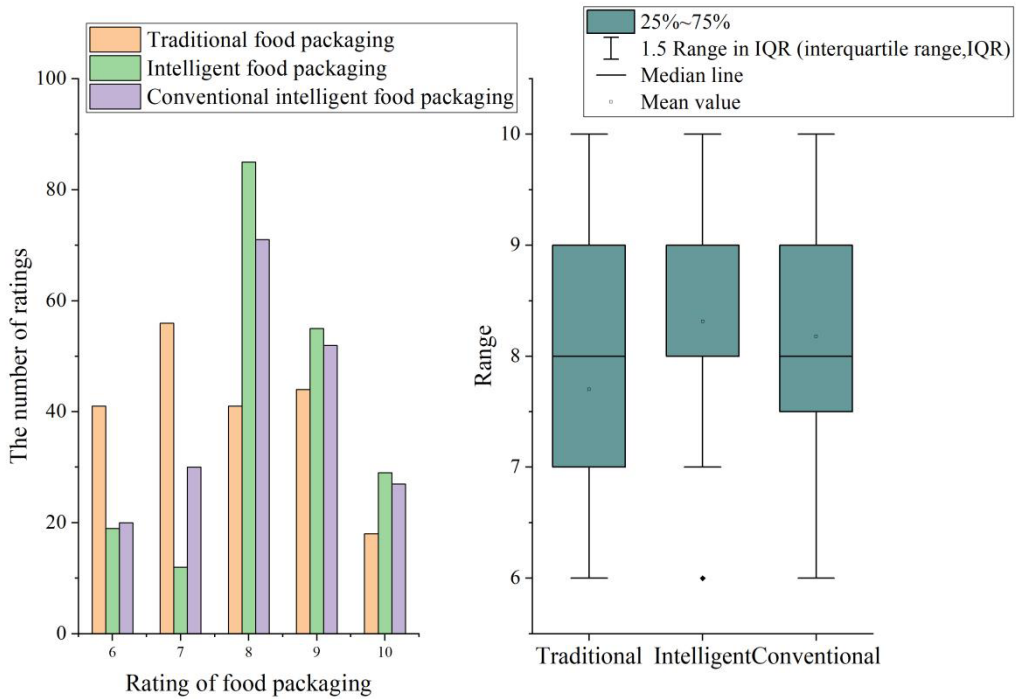 Traditional food packaging
Intelligent food packaging
Conventional intelligent food packaging
100
80
60
40
20
0
The number of ratings
6 7 8 9 10
Rating of food packaging
25%~75%
1.5 Range in IQR (interquartile range,IQR)
Median line
Mean value
10
9
8
7
6
Range
Traditional Intelligent Conventional